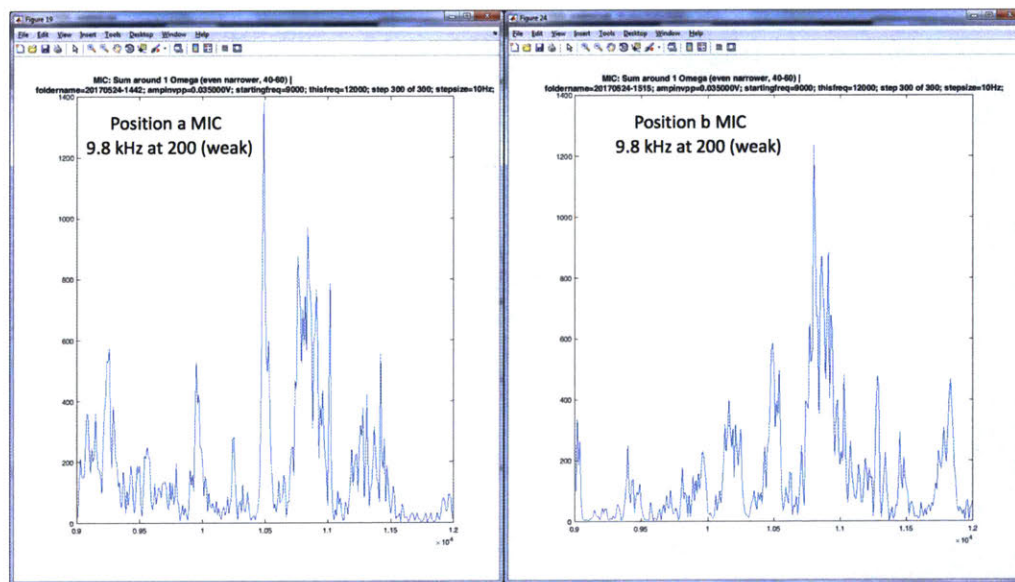 Figure 19
File Edit View Insert Tools Desktop Window Help
MIC: Sum around 1 Omega (even narrower, 40-60) |
foldername=20170524-1442; ampinvpp=0.035000V; startingfreq=9000; thisfreq=12000; step 300 of 300; stepsize=10Hz;
Position a MIC
9.8 kHz at 200 (weak)
1400
1200
1000
800
600
400
200
0
0.9 0.95 1 1.05 1.1 1.15 1.2
×10⁴
Figure 24
File Edit View Insert Tools Desktop Window Help
MIC: Sum around 1 Omega (even narrower, 40-60) |
foldername=20170524-1515; ampinvpp=0.035000V; startingfreq=9000; thisfreq=12000; step 300 of 300; stepsize=10Hz;
Position b MIC
9.8 kHz at 200 (weak)
1400
1200
1000
800
600
400
200
0
0.9 0.95 1 1.05 1.1 1.15 1.2
×10⁴